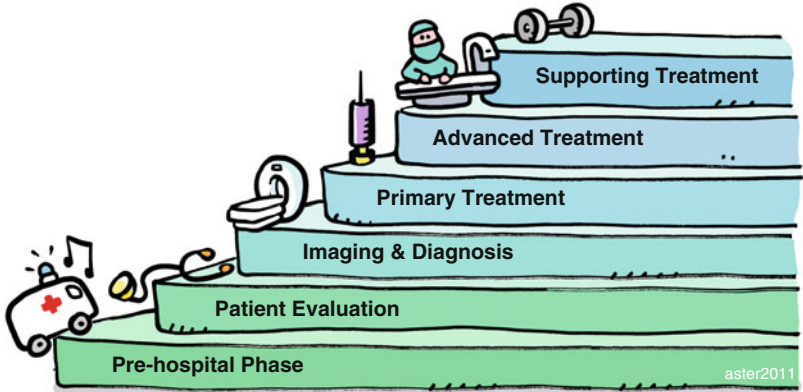 Supporting Treatment
Advanced Treatment
Primary Treatment
Imaging & Diagnosis
Patient Evaluation
Pre-hospital Phase
aster2011